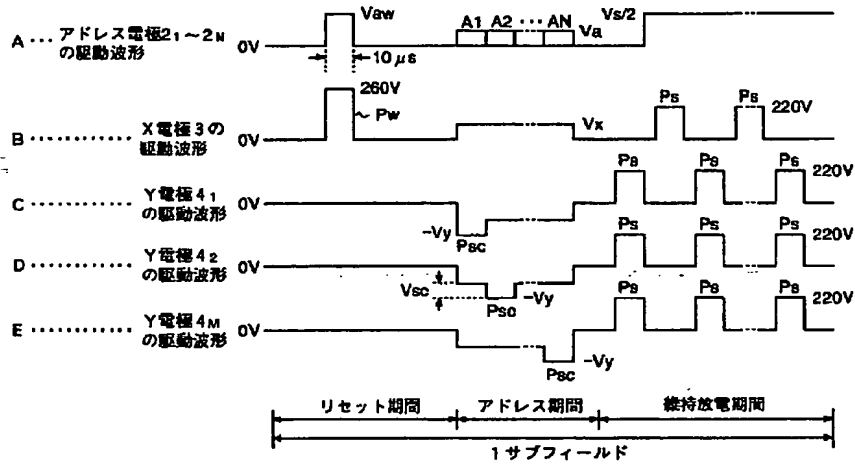 Vaw
A1 A2 ・・・ AN
Va
Vs/2
A ・・・ アドレス電極2₁～2N
の駆動波形
0V
10μs
260V
～ Pw
Ps Ps
220V
B ・・・・・・・・・・・ X電極3の
駆動波形
0V
Vx
Ps Ps Ps
220V
C ・・・・・・・・・・・ Y電極4₁
の駆動波形
0V
-Vy
Psc
Ps Ps Ps
220V
D ・・・・・・・・・・・ Y電極4₂
の駆動波形
0V
Vsc
Psc
-Vy
Ps Ps Ps
220V
E ・・・・・・・・・・・ Y電極4M
の駆動波形
0V
Psc
-Vy
リセット期間 アドレス期間 維持放電期間
1サブフィールド